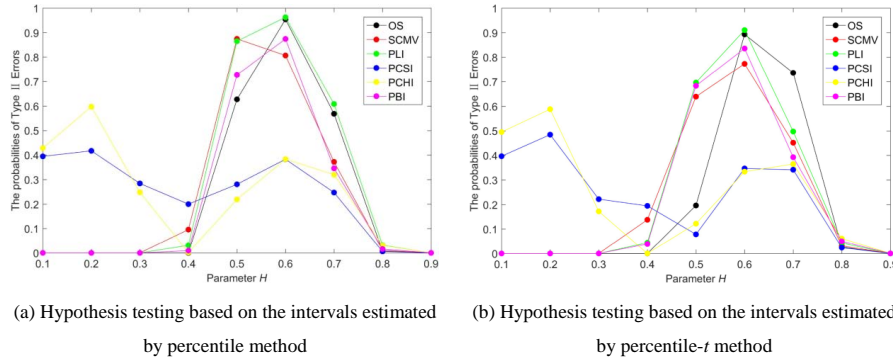 The probabilities of Type II Errors
1
0.9
0.8
0.7
0.6
0.5
0.4
0.3
0.2
0.1
0
0.1 0.2 0.3 0.4 0.5 0.6 0.7 0.8 0.9
Parameter H
OS
SCMV
PLI
PCSI
PCHI
PBI
(a) Hypothesis testing based on the intervals estimated
by percentile method
The probabilities of Type II Errors
1
0.9
0.8
0.7
0.6
0.5
0.4
0.3
0.2
0.1
0
0.1 0.2 0.3 0.4 0.5 0.6 0.7 0.8 0.9
Parameter H
OS
SCMV
PLI
PCSI
PCHI
PBI
(b) Hypothesis testing based on the intervals estimated
by percentile-t method